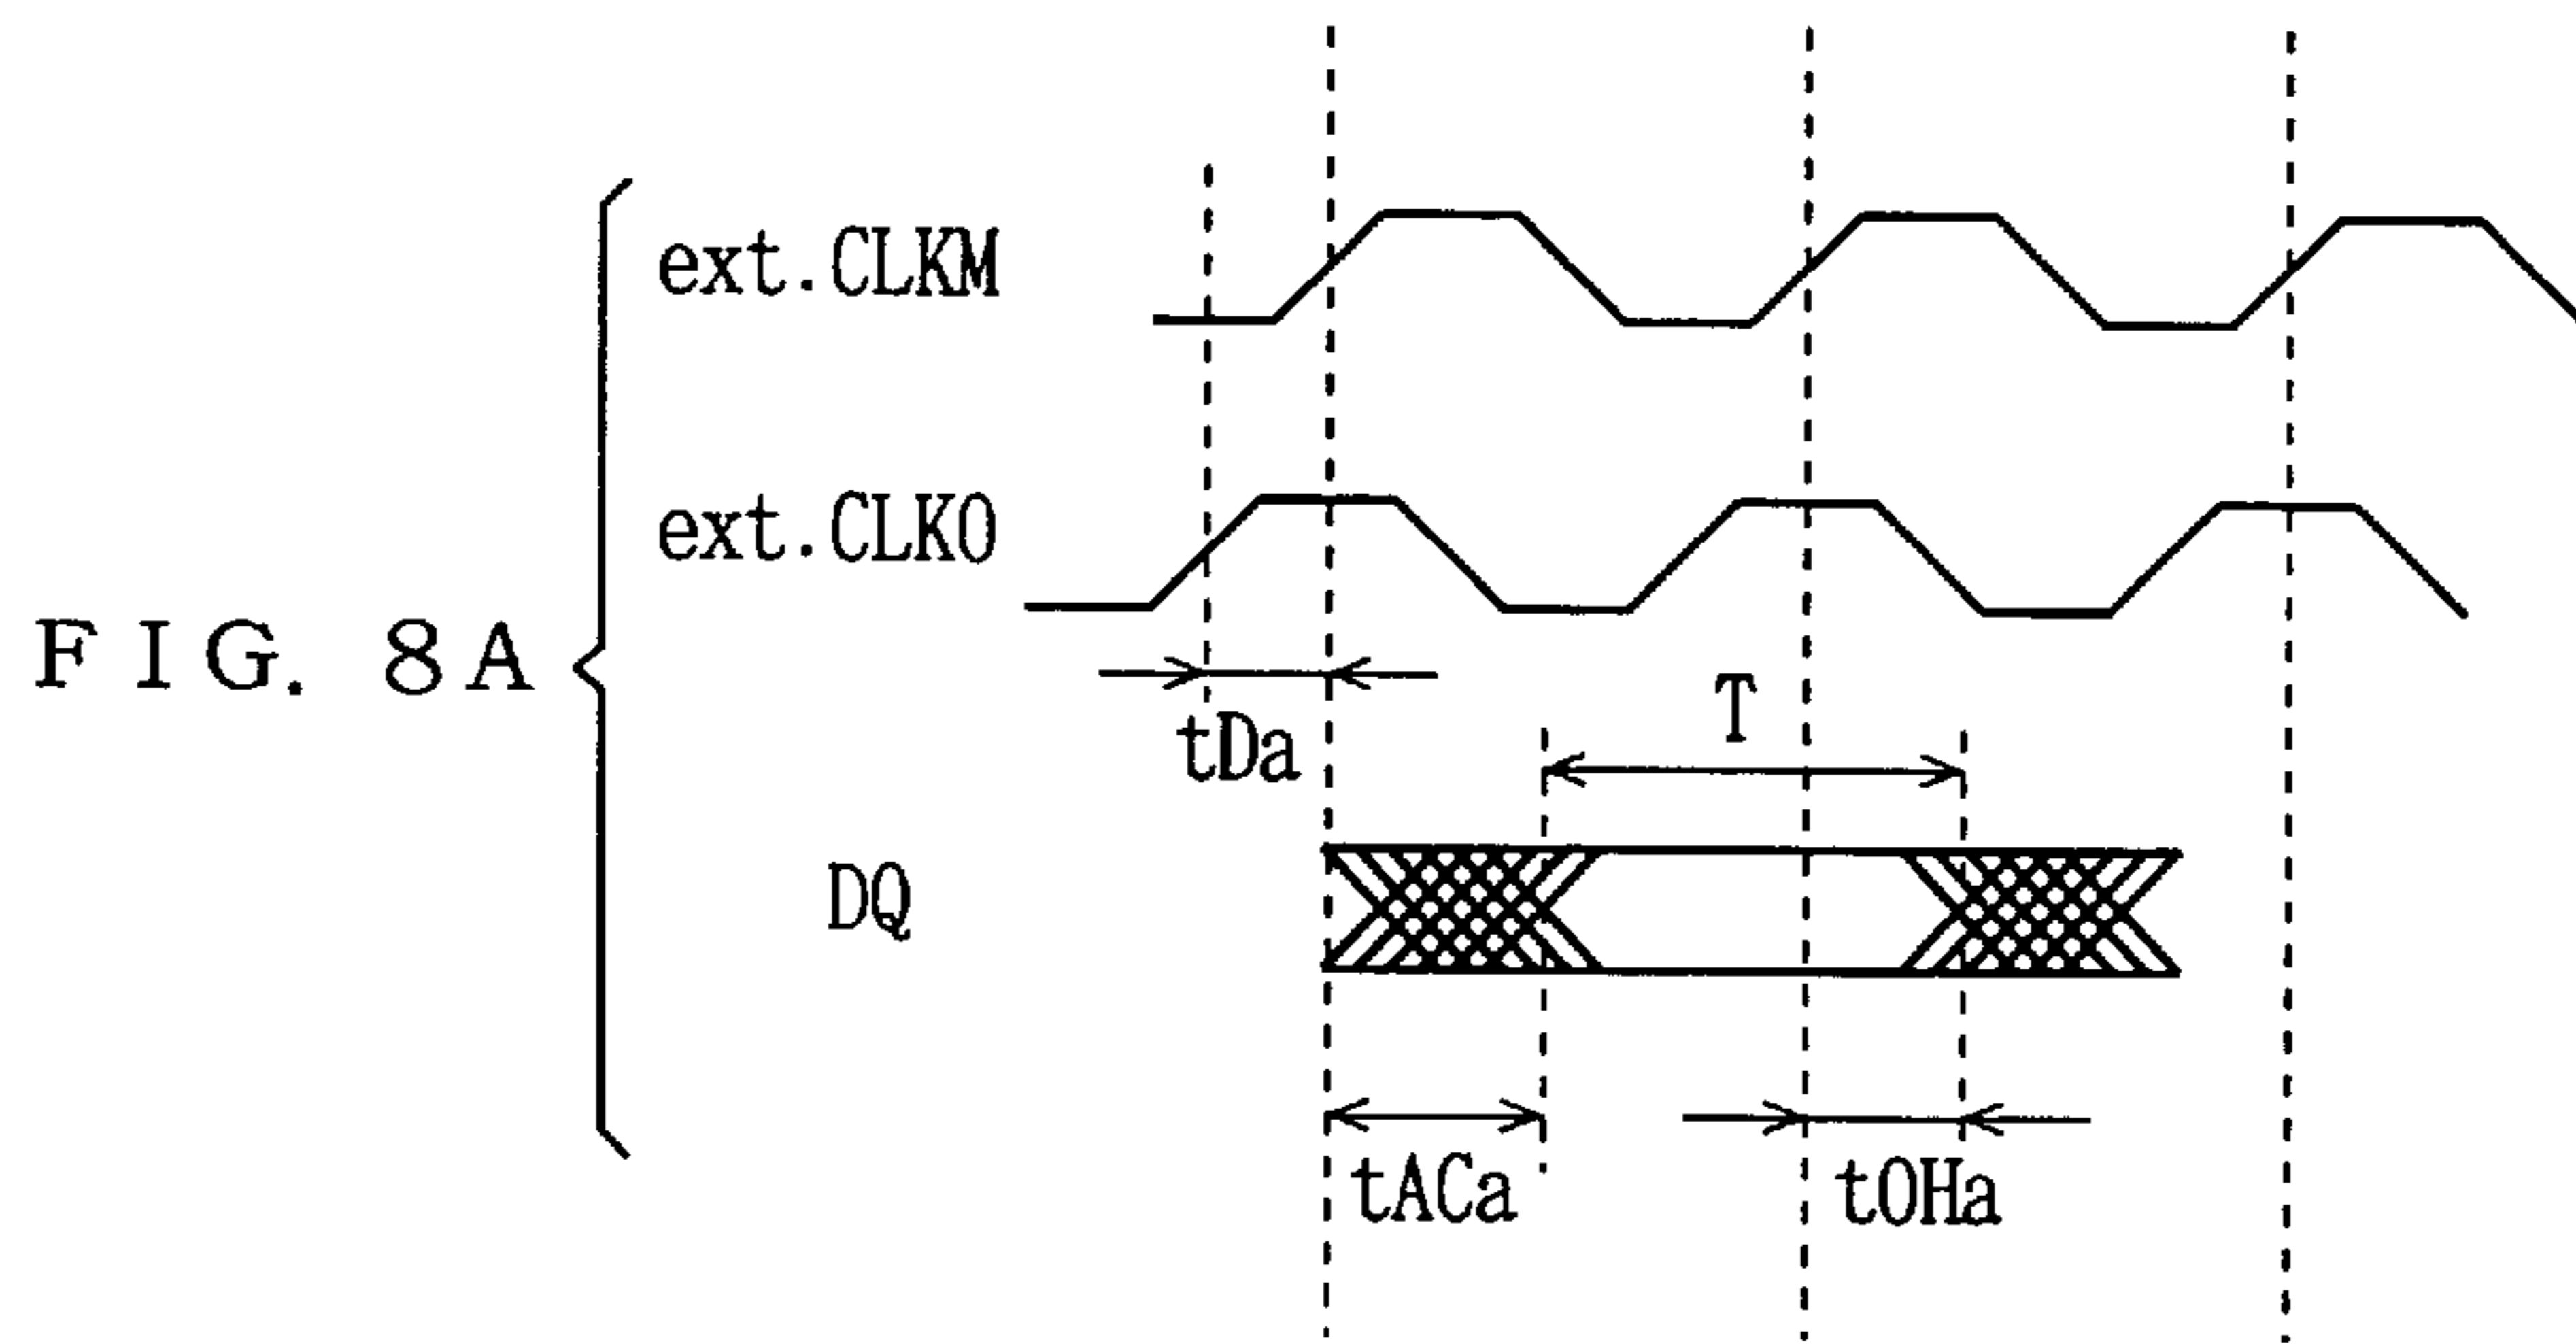 FIG. 8A
ext.CLKM
ext.CLKO
tDa
T
DQ
tACa
tOHa